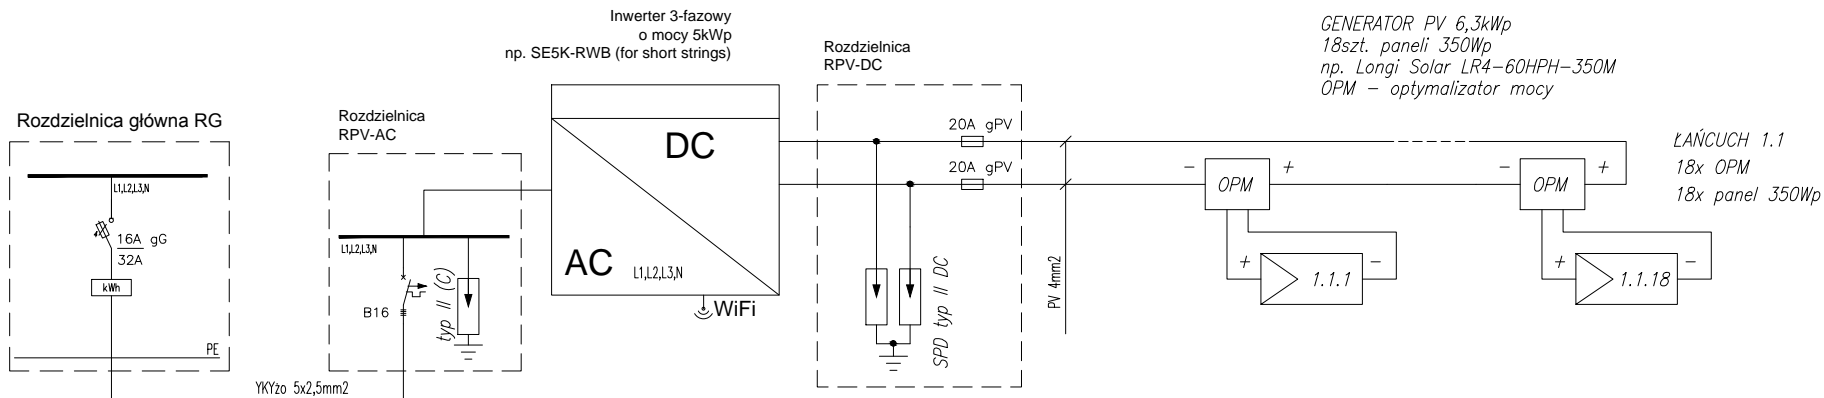 Rozdzielnica główna RG
L1,L2,L3,N
16A gG
32A
kWh
PE
YKYżo 5x2,5mm2
Rozdzielnica
RPV-AC
L1,L2,L3,N
B16
typ II (C)
Inwerter 3-fazowy
o mocy 5kWp
np. SE5K-RWB (for short strings)
DC
AC
L1,L2,L3,N
WiFi
Rozdzielnica
RPV-DC
20A gPV
20A gPV
SPD typ II DC
PV 4mm2
GENERATOR PV 6,3kWp
18szt. paneli 350Wp
np. Longi Solar LR4-60HPH-350M
OPM - optymalizator mocy
- OPM +
+ 1.1.1 -
- OPM +
+ 1.1.18 -
ŁAŃCUCH 1.1
18x OPM
18x panel 350Wp